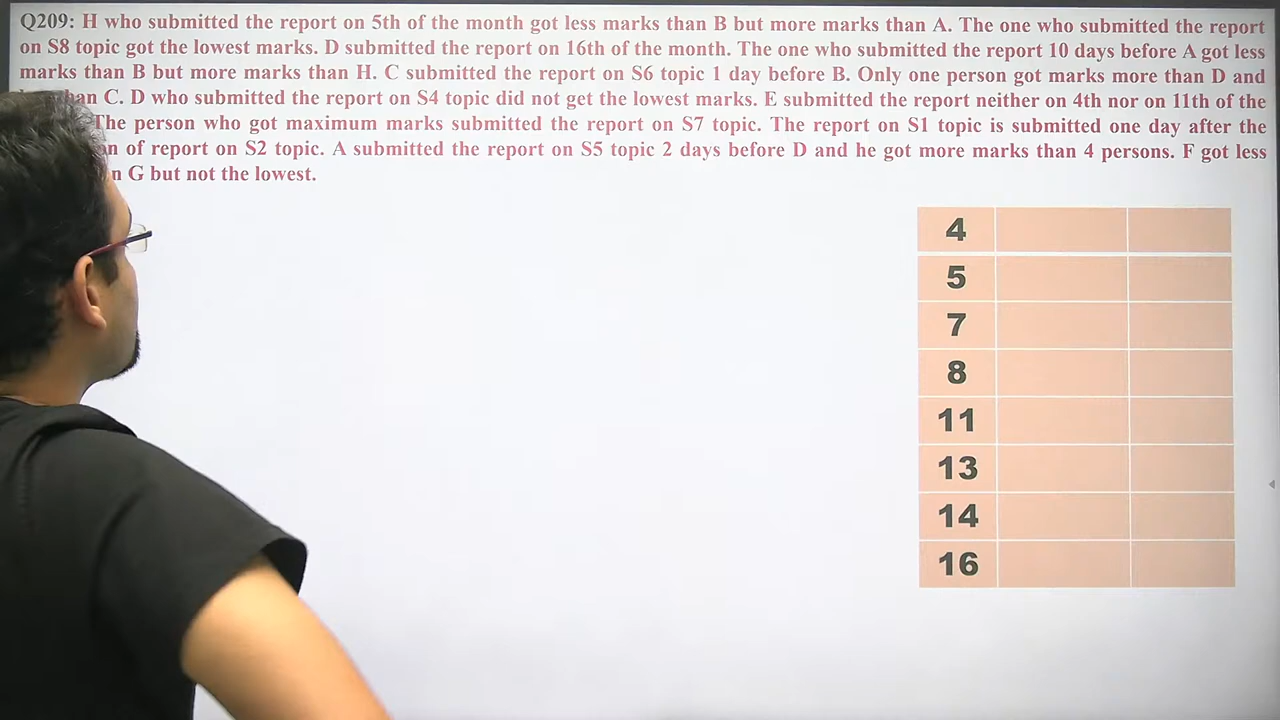 Q209: H who submitted the report on 5th of the month got less marks than B but more marks than A. The one who submitted the report
on S8 topic got the lowest marks. D submitted the report on 16th of the month. The one who submitted the report 10 days before A got less
marks than B but more marks than H. C submitted the report on S6 topic 1 day before B. Only one person got marks more than D and
than C. D who submitted the report on S4 topic did not get the lowest marks. E submitted the report neither on 4th nor on 11th of the
The person who got maximum marks submitted the report on S7 topic. The report on S1 topic is submitted one day after the
of report on S2 topic. A submitted the report on S5 topic 2 days before D and he got more marks than 4 persons. F got less
G but not the lowest.
4
5
7
8
11
13
14
16